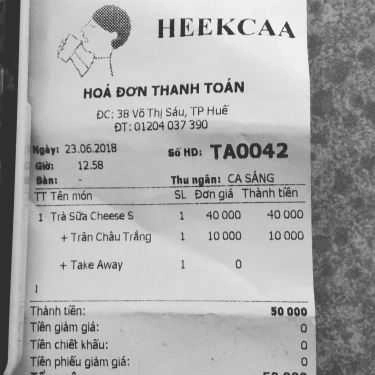 HEEKCAA
HOÁ ĐƠN THANH TOÁN
ĐC: 38 Võ Thị Sáu, TP Huế
ĐT: 01204 037 390
Ngày: 23.06.2018 Số HD: TA0042
Giờ: 12.58
Bàn: - Thu ngân: CA SÁNG
TT Tên món SL Đơn giá Thành tiền
1 Trà Sữa Cheese S 1 40 000 40 000
+ Trân Châu Trắng 1 10 000 10 000
+ Take Away 1 0
Thành tiền: 50 000
Tiền giảm giá: 0
Tiền chiết khấu: 0
Tiền phiếu giảm giá: 0